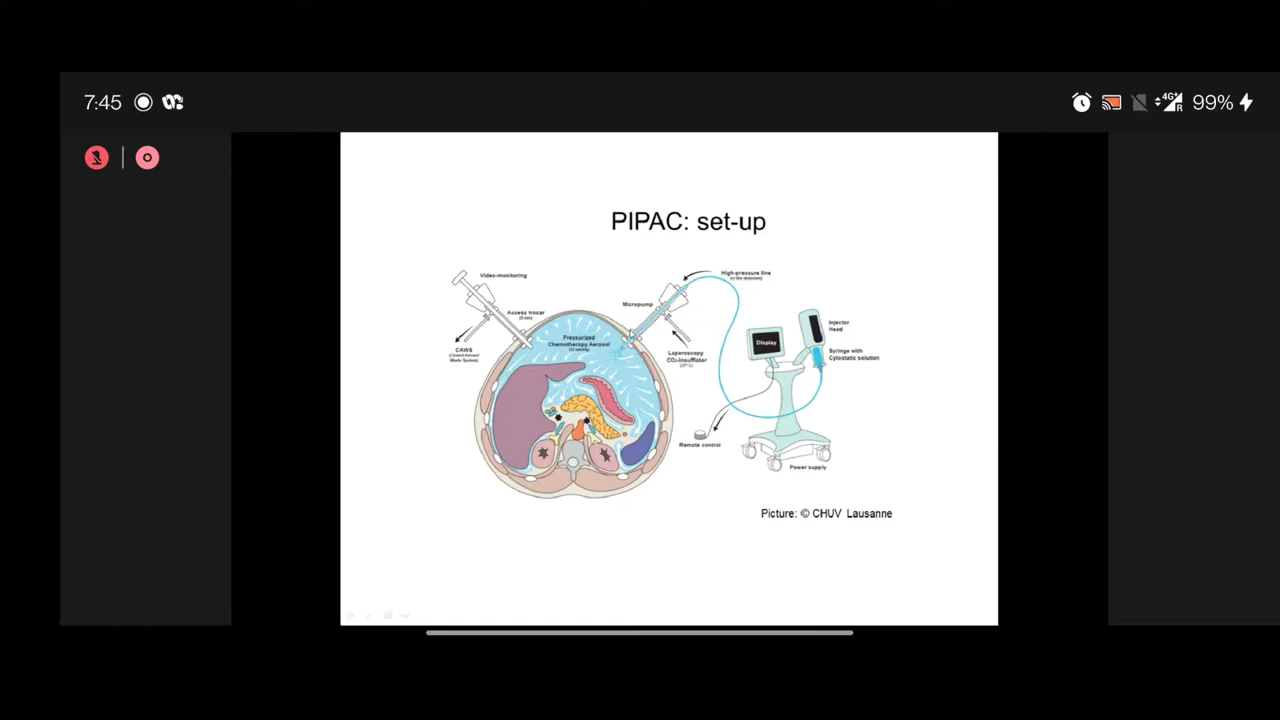 7:45
4G+
R
99%
PIPAC: set-up
Video-monitoring
High-pressure line
Micropump
Access trocar
Injector
Head
Pressurized
Chemotherapy Aerosol
Display
CAWS
Laparoscopy
CO2-Insufflator
Syringe with
Cytostatic solution
Remote control
Power supply
Picture: © CHUV Lausanne